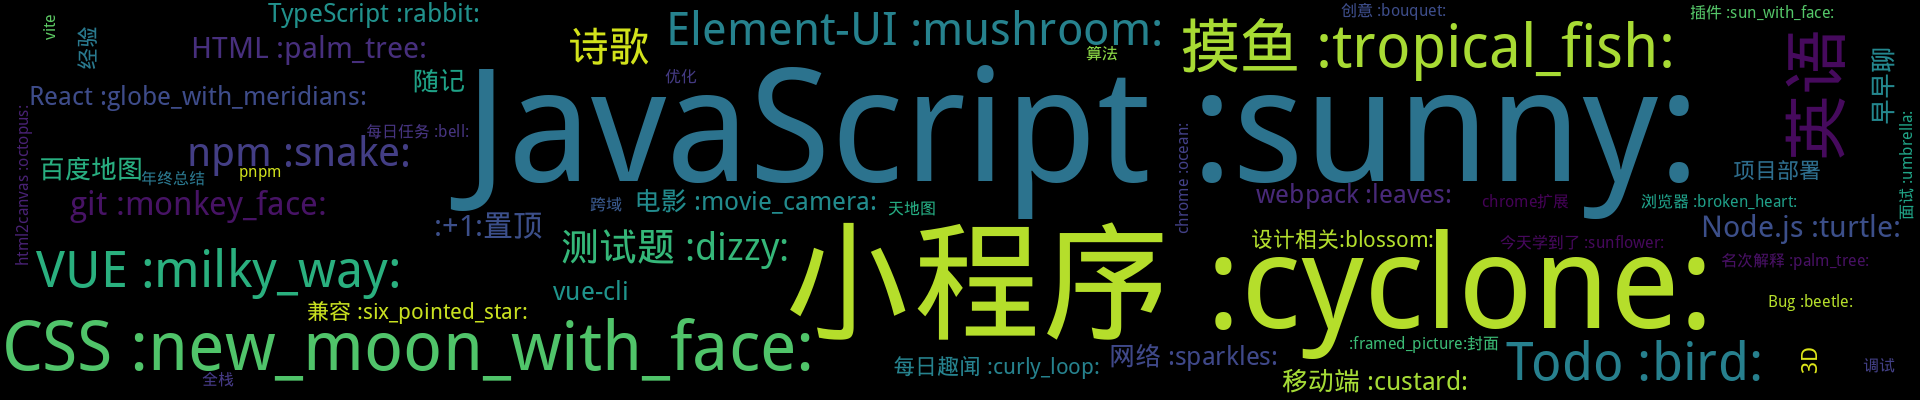 vite
经验
TypeScript :rabbit:
HTML :palm_tree:
诗歌
Element-UI :mushroom:
算法
摸鱼 :tropical_fish:
创意 :bouquet:
插件 :sun_with_face:
英语
早早聊
React :globe_with_meridians:
随记
优化
JavaScript :sunny:
每日任务 :bell:
html2canvas :octopus:
npm :snake:
百度地图
年终总结
pnpm
git :monkey_face:
:+1:置顶
跨域
电影 :movie_camera:
天地图
chrome :ocean:
webpack :leaves:
chrome扩展
项目部署
浏览器 :broken_heart:
面试 :umbrella:
Node.js :turtle:
VUE :milky_way:
测试题 :dizzy:
小程序 :cyclone:
设计相关:blossom:
今天学到了 :sunflower:
名次解释 :palm_tree:
vue-cli
兼容 :six_pointed_star:
Bug :beetle:
CSS :new_moon_with_face:
全栈
每日趣闻 :curly_loop:
网络 :sparkles:
:framed_picture:封面
移动端 :custard:
Todo :bird:
3D
调试